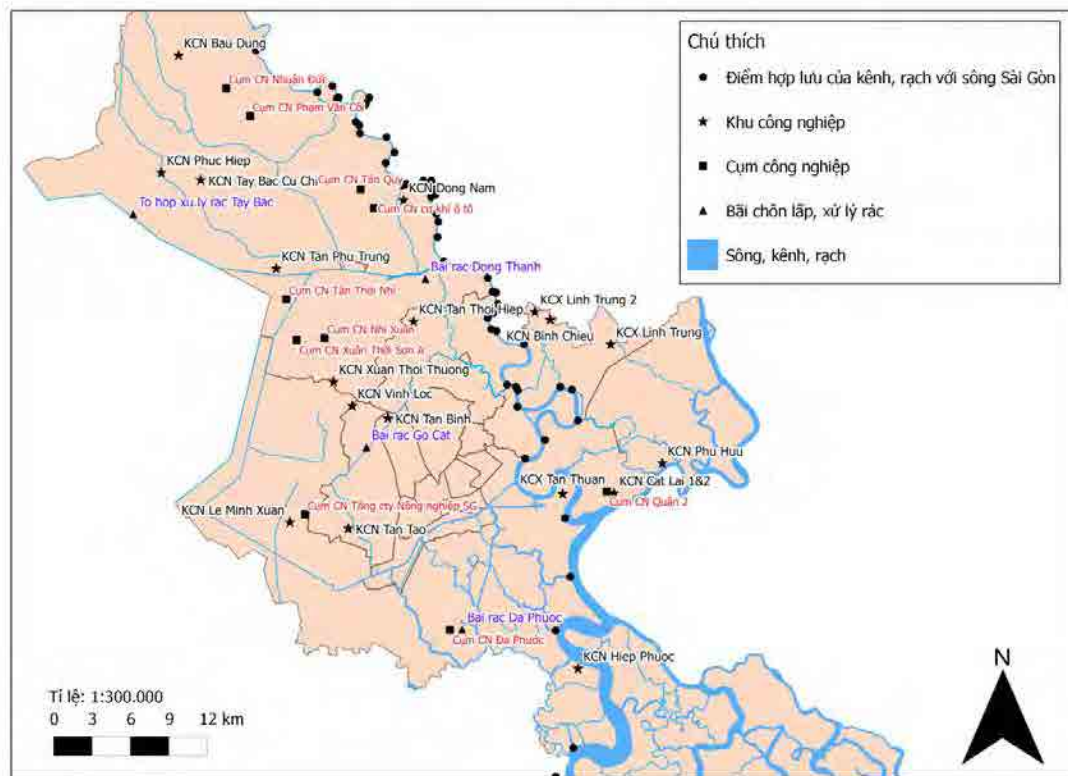 KCN Bau Dung
Cụm CN Nhuận Đức
Cụm CN Phạm Văn Cội
KCN Phuc Hiep
KCN Tay Bac Cu Chi
Cụm CN Tân Quy
KCN Dong Nam
Cụm CN cơ khí ô tô
To hop xu ly rac Tay Bac
KCN Tan Phu Trung
Bai rac Dong Thanh
Cụm CN Tân Thới Nhì
KCN Tan Thoi Hiep
KCX Linh Trung 2
Cụm CN Nhị Xuân
KCN Binh Chieu
KCX Linh Trung
Cụm CN Xuân Thới Sơn A
KCN Xuan Thoi Thuong
KCN Vinh Loc
KCN Tan Binh
Bai rac Go Cat
KCN Phu Huu
KCX Tan Thuan
KCN Cat Lai 1&2
Cụm CN Quận 2
Cụm CN Tổng cty Nông nghiệp SG
KCN Le Minh Xuan
KCN Tan Tao
Bai rac Da Phuoc
Cụm CN Đa Phước
KCN Hiep Phuoc
Chú thích
Điểm hợp lưu của kênh, rạch với sông Sài Gòn
Khu công nghiệp
Cụm công nghiệp
Bãi chôn lấp, xử lý rác
Sông, kênh, rạch
Tỉ lệ: 1:300.000
0 3 6 9 12 km
N